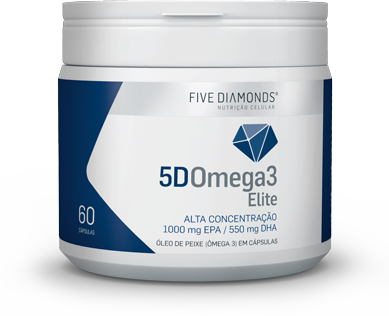 FIVE DIAMONDS®
NUTRIÇÃO CELULAR
5DOmega3
Elite
ALTA CONCENTRAÇÃO
1000 mg EPA / 550 mg DHA
ÓLEO DE PEIXE (ÔMEGA 3) EM CÁPSULAS
60
CÁPSULAS